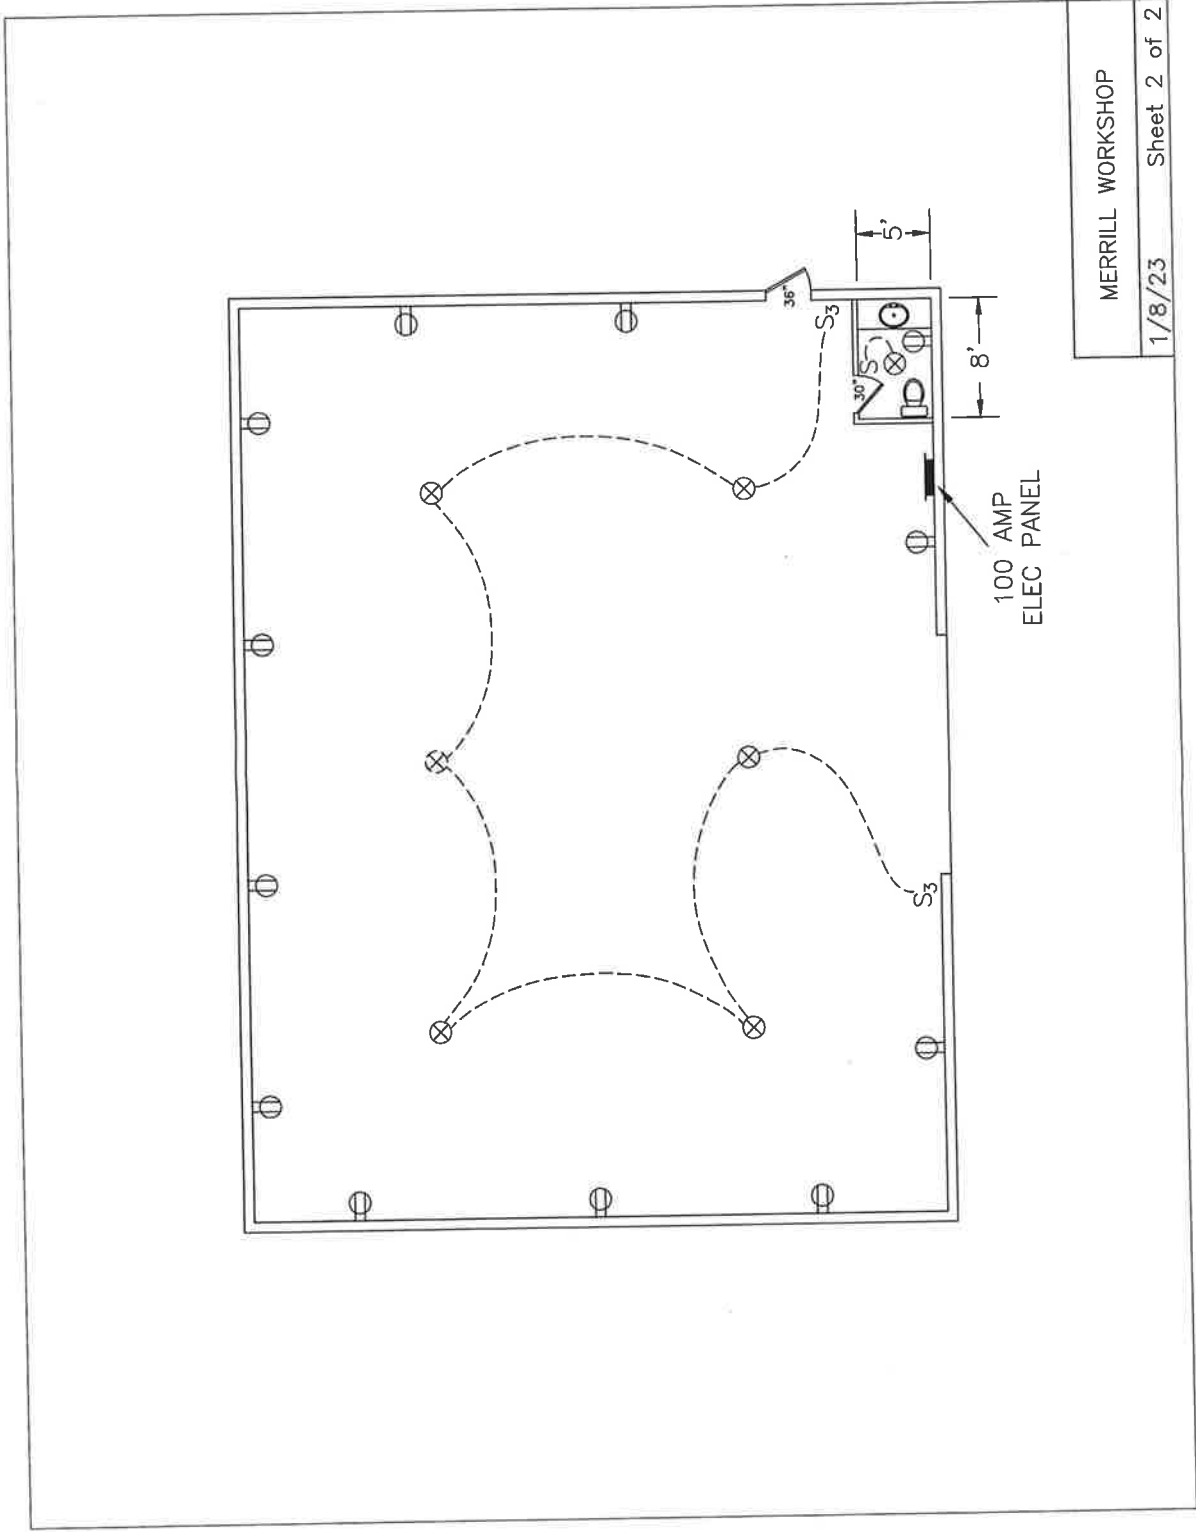 36"
S3
5'
S
30"
8'
100 AMP
ELEC PANEL
S3
MERRILL WORKSHOP
1/8/23 Sheet 2 of 2